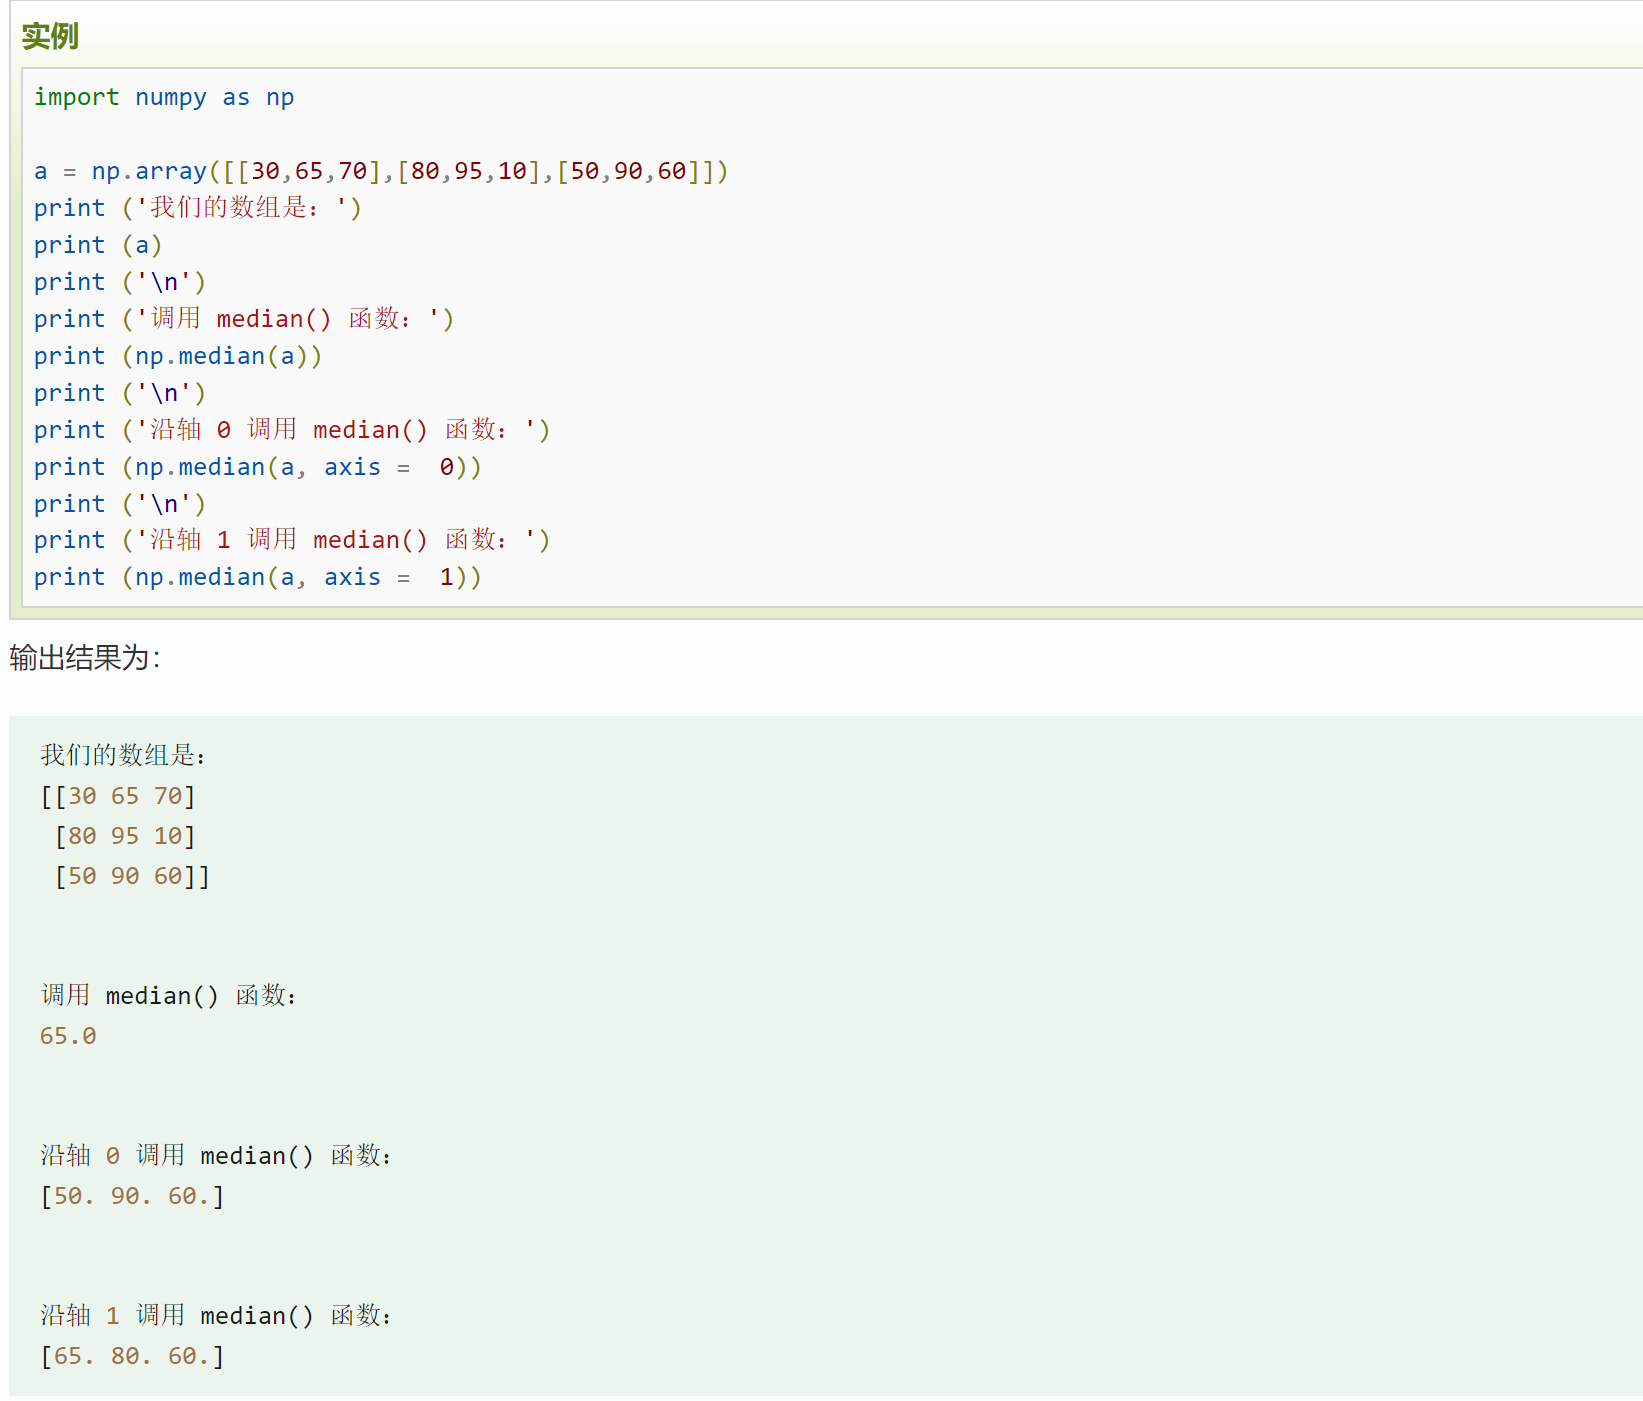 实例
import numpy as np
a = np.array([[30,65,70],[80,95,10],[50,90,60]])
print ('我们的数组是：')
print (a)
print ('\n')
print ('调用 median() 函数：')
print (np.median(a))
print ('\n')
print ('沿轴 0 调用 median() 函数：')
print (np.median(a, axis =  0))
print ('\n')
print ('沿轴 1 调用 median() 函数：')
print (np.median(a, axis =  1))
输出结果为：
我们的数组是：
[[30 65 70]
 [80 95 10]
 [50 90 60]]
调用 median() 函数：
65.0
沿轴 0 调用 median() 函数：
[50. 90. 60.]
沿轴 1 调用 median() 函数：
[65. 80. 60.]